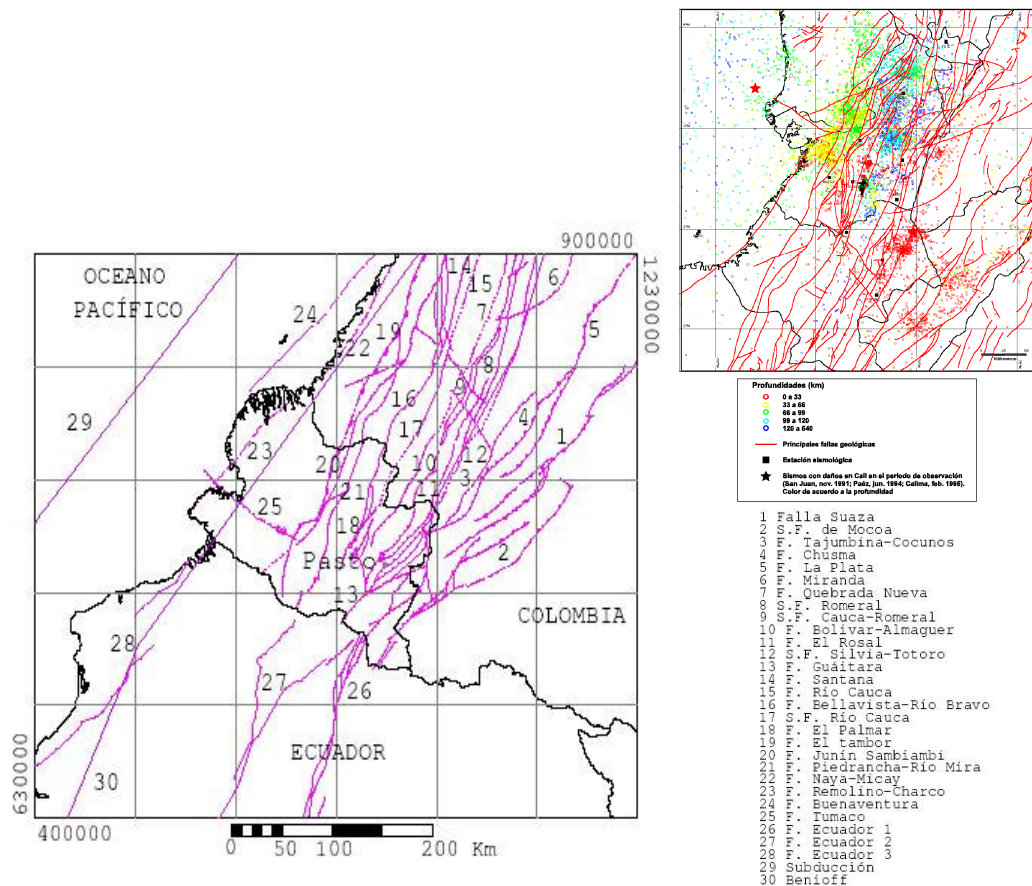 900000
1230000
OCEANO
PACÍFICO
24
14
15
7
6
5
19
22
29
8
9
16
4
1
23
17
20
10
12
3
11
25
21
18
2
Pasto
13
COLOMBIA
28
27
26
ECUADOR
30
630000
400000
0 50 100 200 Km
Profundidades (km)
0 a 33
33 a 66
66 a 99
99 a 120
120 a 540
Principales fallas geológicas
Estación sismológica
Sismos con daños en Cali en el periodo de observación
(San Juan, nov. 1991; Paéz, jun. 1994; Calima, feb. 1995).
Color de acuerdo a la profundidad
1 Falla Suaza
2 S.F. de Mocoa
3 F. Tajumbina-Cocunos
4 F. Chusma
5 F. La Plata
6 F. Miranda
7 F. Quebrada Nueva
8 S.F. Romeral
9 S.F. Cauca-Romeral
10 F. Bolivar-Almaguer
11 F. El Rosal
12 S.F. Silvia-Totoro
13 F. Guáitara
14 F. Santana
15 F. Río Cauca
16 F. Bellavista-Río Bravo
17 S.F. Río Cauca
18 F. El Palmar
19 F. El tambor
20 F. Junín Sambiambi
21 F. Piedrancha-Río Mira
22 F. Naya-Micay
23 F. Remolino-Charco
24 F. Buenaventura
25 F. Tumaco
26 F. Ecuador 1
27 F. Ecuador 2
28 F. Ecuador 3
29 Subducción
30 Benioff